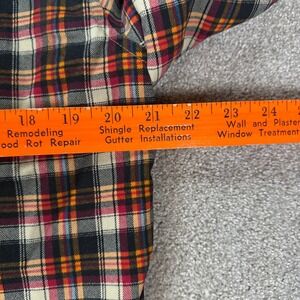 18 19 20 21 22 23 24
Remodeling Shingle Replacement Wall and Plaster
ood Rot Repair Gutter Installations Window Treatment